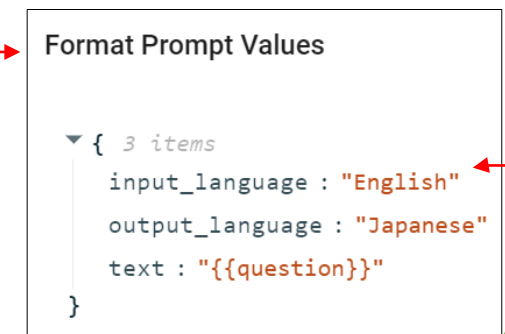 Format Prompt Values
{ 3 items
input_language : "English"
output_language : "Japanese"
text : "{{question}}"
}